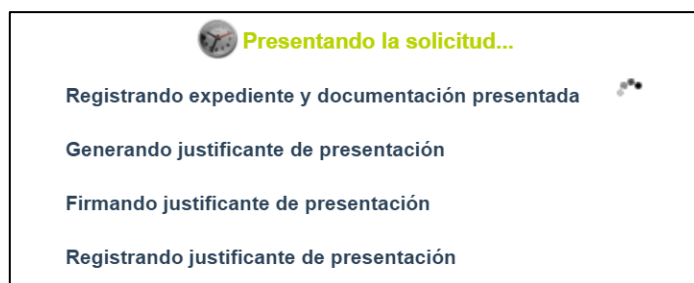 Presentando la solicitud...
Registrando expediente y documentación presentada
Generando justificante de presentación
Firmando justificante de presentación
Registrando justificante de presentación